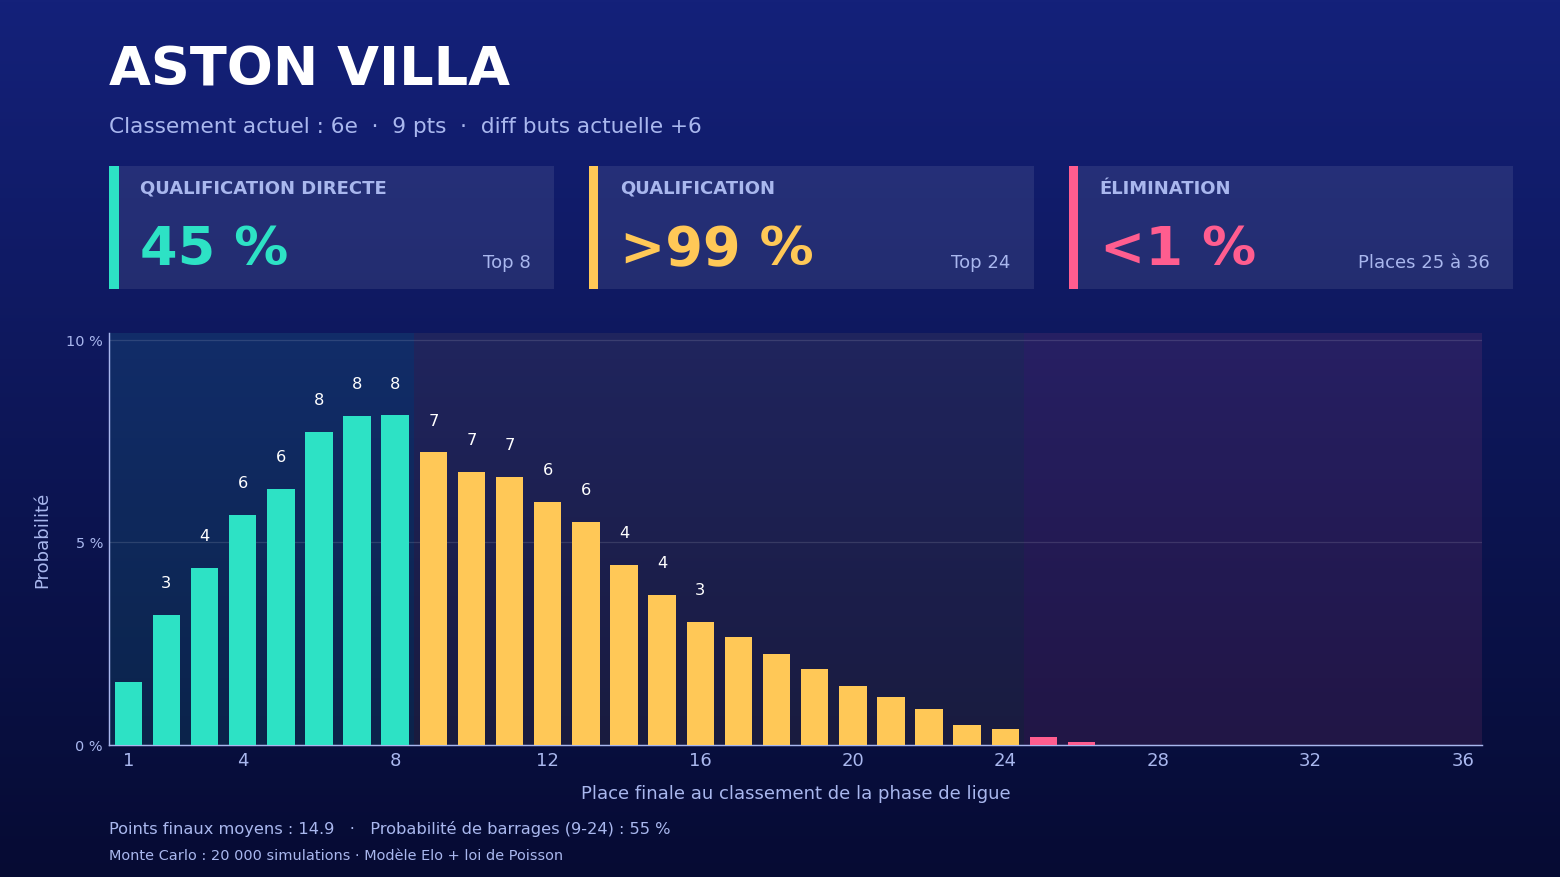 ASTON VILLA
Classement actuel : 6e · 9 pts · diff buts actuelle +6
QUALIFICATION DIRECTE
45 %
Top 8
QUALIFICATION
>99 %
Top 24
ÉLIMINATION
<1 %
Places 25 à 36
10 %
5 %
0 %
Probabilité
3
4
6
6
8
8
8
7
7
7
6
6
4
4
3
1 4 8 12 16 20 24 28 32 36
Place finale au classement de la phase de ligue
Points finaux moyens : 14.9 · Probabilité de barrages (9-24) : 55 %
Monte Carlo : 20 000 simulations · Modèle Elo + loi de Poisson